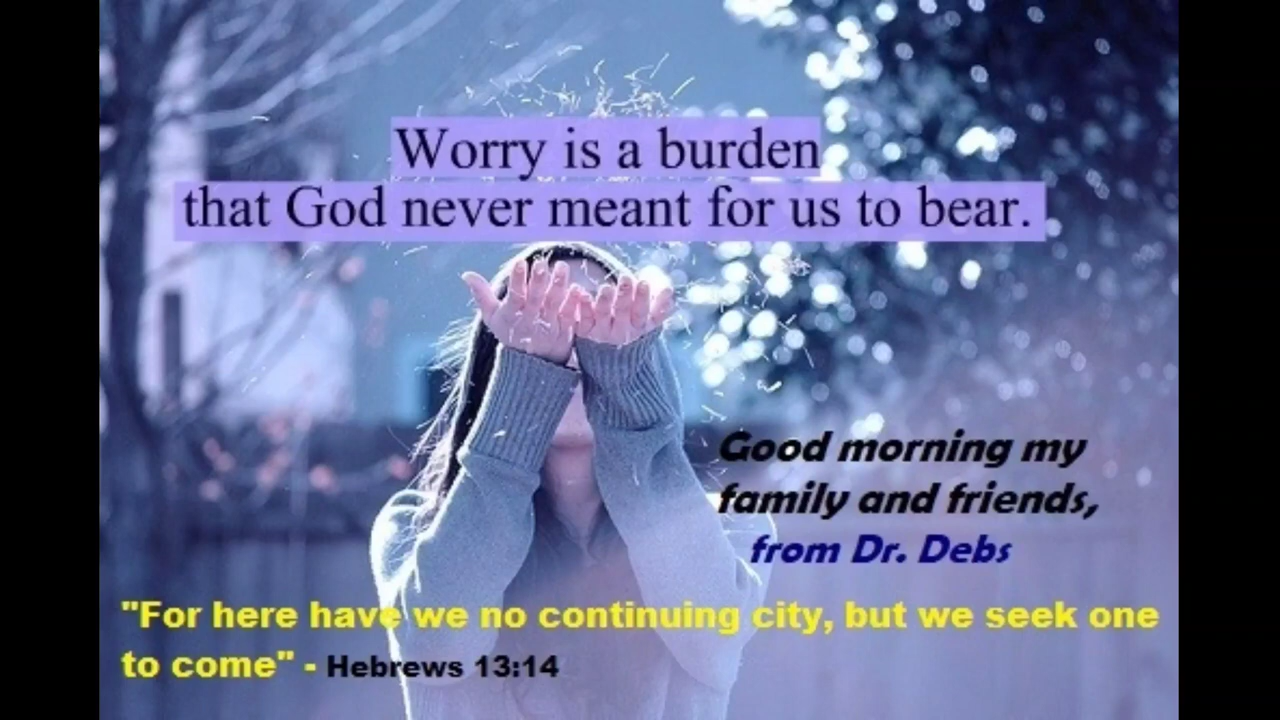 Worry is a burden
that God never meant for us to bear.
Good morning my
family and friends,
from Dr. Debs
"For here have we no continuing city, but we seek one
to come" - Hebrews 13:14